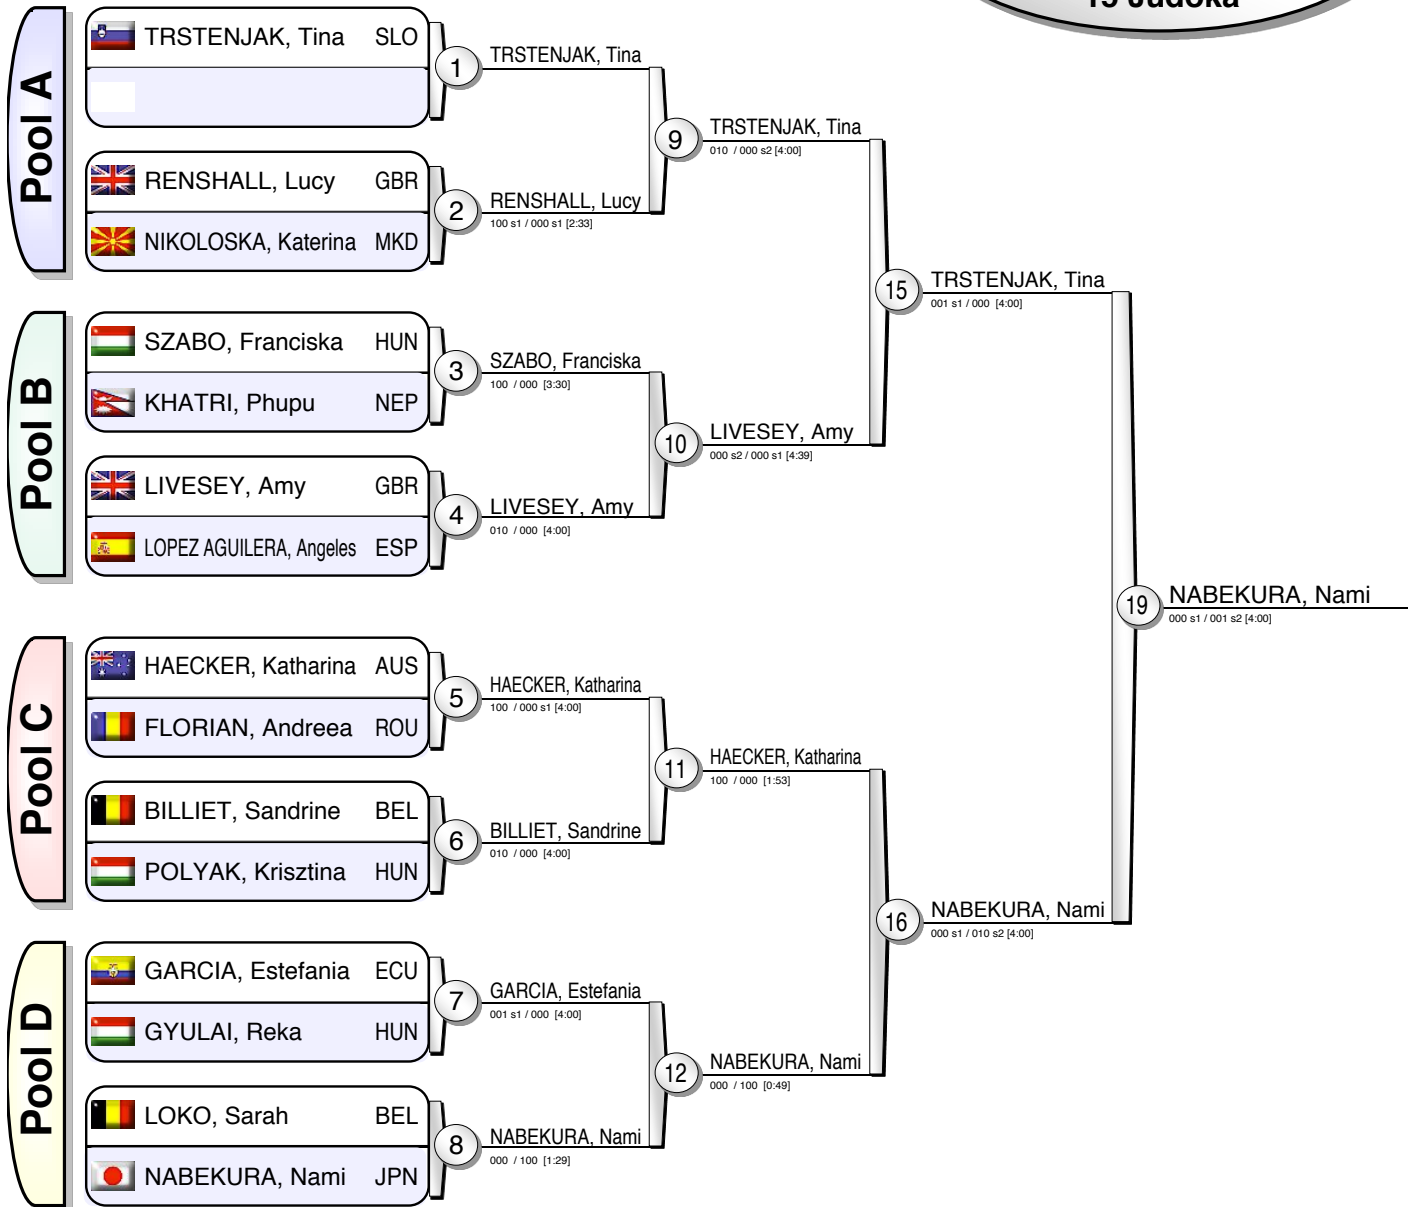 15 Judoka
Pool A
TRSTENJAK, Tina SLO
1
TRSTENJAK, Tina
RENSHALL, Lucy GBR
NIKOLOSKA, Katerina MKD
2
RENSHALL, Lucy
100 s1 / 000 s1 [2:33]
9
TRSTENJAK, Tina
010 / 000 s2 [4:00]
Pool B
SZABO, Franciska HUN
KHATRI, Phupu NEP
3
SZABO, Franciska
100 / 000 [3:30]
LIVESEY, Amy GBR
LOPEZ AGUILERA, Angeles ESP
4
LIVESEY, Amy
010 / 000 [4:00]
10
LIVESEY, Amy
000 s2 / 000 s1 [4:39]
15
TRSTENJAK, Tina
001 s1 / 000 [4:00]
Pool C
HAECKER, Katharina AUS
FLORIAN, Andreea ROU
5
HAECKER, Katharina
100 / 000 s1 [4:00]
BILLIET, Sandrine BEL
POLYAK, Krisztina HUN
6
BILLIET, Sandrine
010 / 000 [4:00]
11
HAECKER, Katharina
100 / 000 [1:53]
Pool D
GARCIA, Estefania ECU
GYULAI, Reka HUN
7
GARCIA, Estefania
001 s1 / 000 [4:00]
LOKO, Sarah BEL
NABEKURA, Nami JPN
8
NABEKURA, Nami
000 / 100 [1:29]
12
NABEKURA, Nami
000 / 100 [0:49]
16
NABEKURA, Nami
000 s1 / 010 s2 [4:00]
19
NABEKURA, Nami
000 s1 / 001 s2 [4:00]